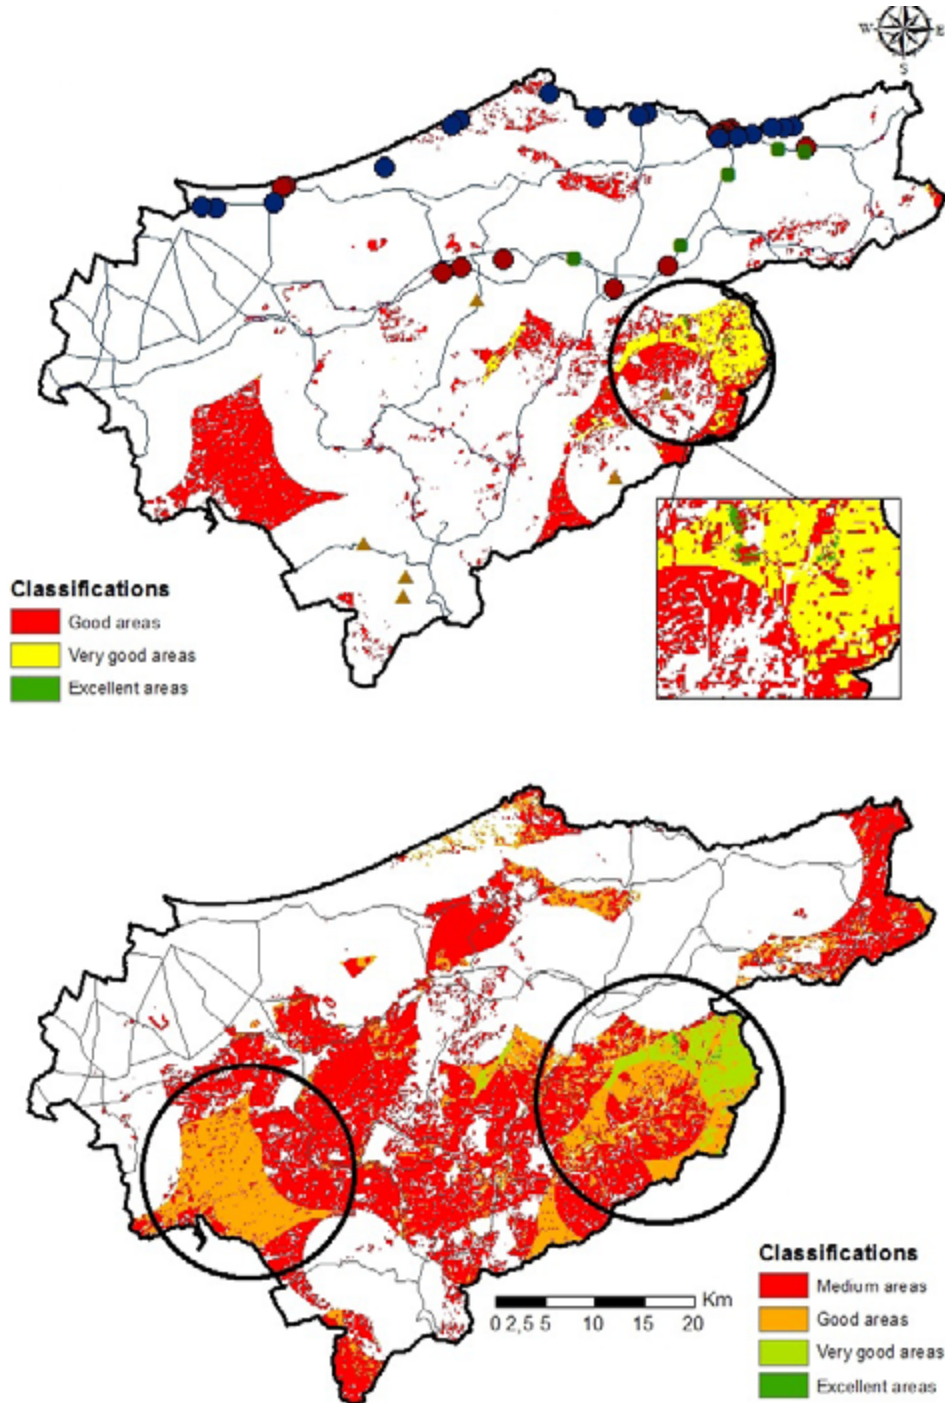 W E
S
Classifications
Good areas
Very good areas
Excellent areas
Classifications
Medium areas
Good areas
Very good areas
Excellent areas
Km
0 2,5 5 10 15 20